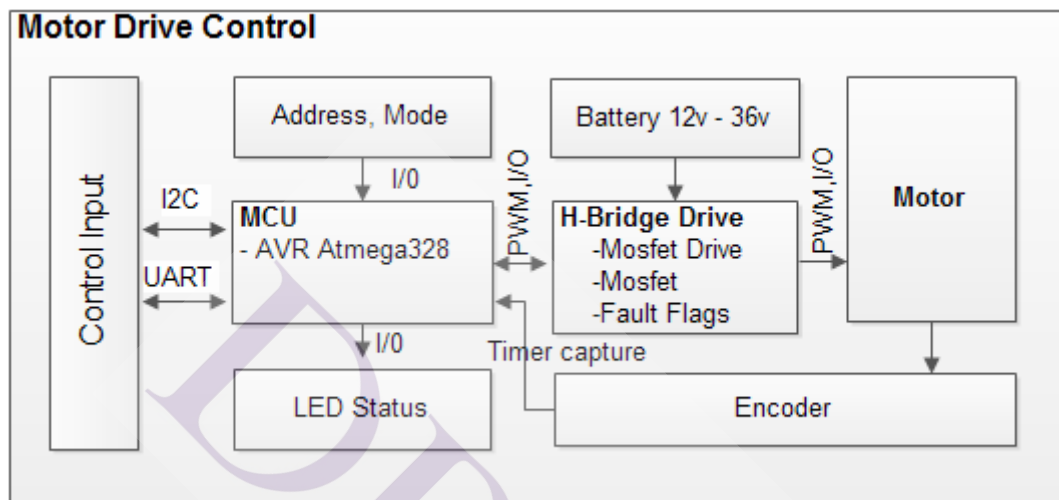 Motor Drive Control
Control Input
Address, Mode
Battery 12v - 36v
Motor
I/0
I2C
UART
MCU
- AVR Atmega328
PWM,I/O
H-Bridge Drive
-Mosfet Drive
-Mosfet
-Fault Flags
PWM,I/O
I/0
Timer capture
LED Status
Encoder